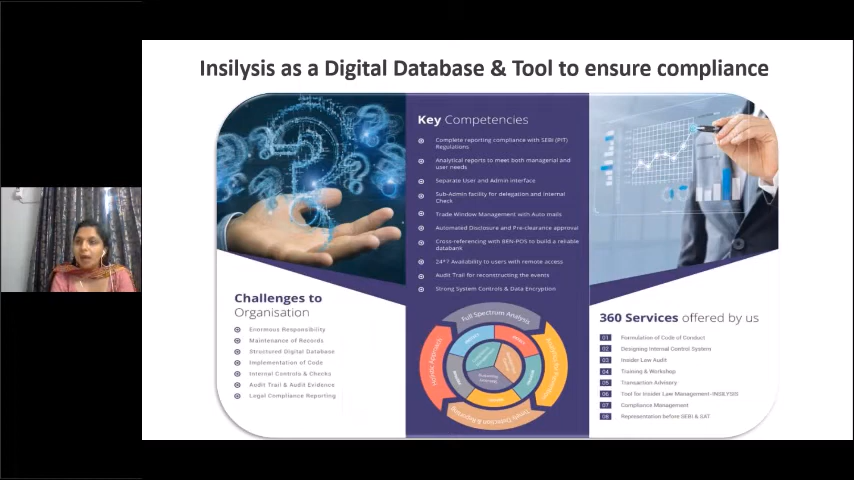 Insilysis as a Digital Database & Tool to ensure compliance
Key Competencies
Complete reporting compliance with SEBI (PIT)
Regulations
Analytical reports to meet both managerial and
user needs
Separate User and Admin interface
Sub-Admin facility for delegation and Internal
Check
Trade Window Management with Auto mails
Automated Disclosure and Pre-clearance approval
Cross-referencing with BEN-POS to build a reliable
databank
24*7 Availability to users with remote access
Audit Trail for reconstructing the events
Strong System Controls & Data Encryption
Full Spectrum Analysis
Challenges to
Organisation
Enormous Responsibility
Maintenance of Records
Structured Digital Database
Implementation of Code
Internal Controls & Checks
Audit Trail & Audit Evidence
Legal Compliance Reporting
360 Services offered by us
01 Formulation of Code of Conduct
02 Designing Internal Control System
03 Insider Law Audit
04 Training & Workshop
05 Transaction Advisory
06 Tool for Insider Law Management-INSILYSIS
07 Compliance Management
08 Representation before SEBI & SAT